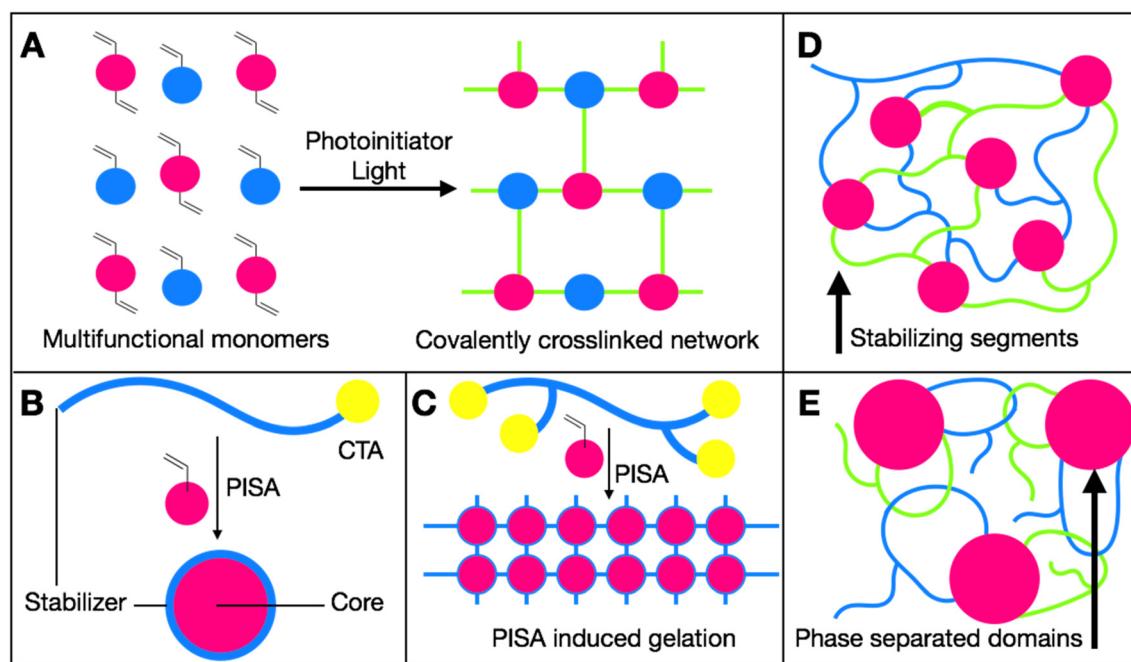 A
Photoinitiator
Light
Multifunctional monomers
Covalently crosslinked network
B
CTA
PISA
Stabilizer
Core
C
PISA
PISA induced gelation
D
Stabilizing segments
E
Phase separated domains